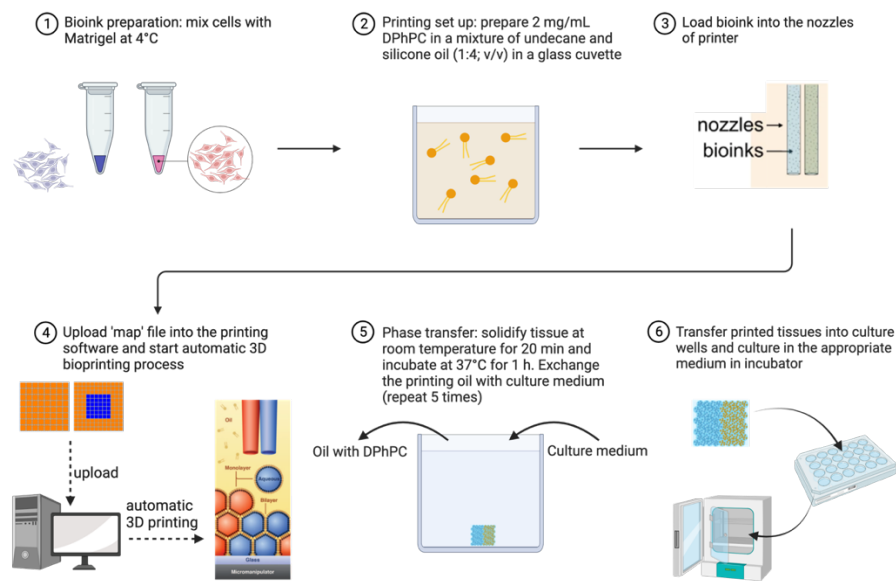 1
Bioink preparation: mix cells with
Matrigel at 4°C
2
Printing set up: prepare 2 mg/mL
DPhPC in a mixture of undecane and
silicone oil (1:4; v/v) in a glass cuvette
3
Load bioink into the nozzles
of printer
nozzles
bioinks
4
Upload 'map' file into the printing
software and start automatic 3D
bioprinting process
upload
automatic
3D printing
Oil
Monolayer
Aqueous
Bilayer
Glass
Micromanipulator
5
Phase transfer: solidify tissue at
room temperature for 20 min and
incubate at 37°C for 1 h. Exchange
the printing oil with culture medium
(repeat 5 times)
Oil with DPhPC
Culture medium
6
Transfer printed tissues into culture
wells and culture in the appropriate
medium in incubator